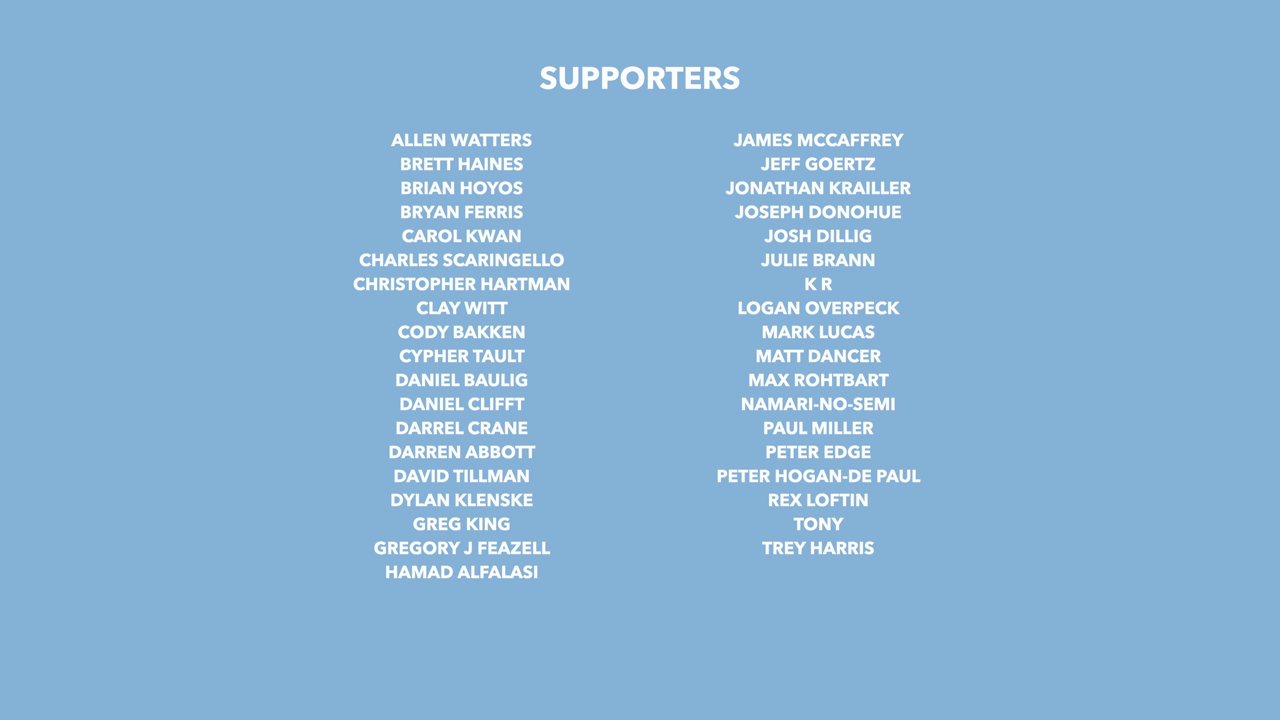 SUPPORTERS
ALLEN WATTERS
BRETT HAINES
BRIAN HOYOS
BRYAN FERRIS
CAROL KWAN
CHARLES SCARINGELLO
CHRISTOPHER HARTMAN
CLAY WITT
CODY BAKKEN
CYPHER TAULT
DANIEL BAULIG
DANIEL CLIFFT
DARREL CRANE
DARREN ABBOTT
DAVID TILLMAN
DYLAN KLENSKE
GREG KING
GREGORY J FEAZELL
HAMAD ALFALASI
JAMES MCCAFFREY
JEFF GOERTZ
JONATHAN KRAILLER
JOSEPH DONOHUE
JOSH DILLIG
JULIE BRANN
K R
LOGAN OVERPECK
MARK LUCAS
MATT DANCER
MAX ROHTBART
NAMARI-NO-SEMI
PAUL MILLER
PETER EDGE
PETER HOGAN-DE PAUL
REX LOFTIN
TONY
TREY HARRIS